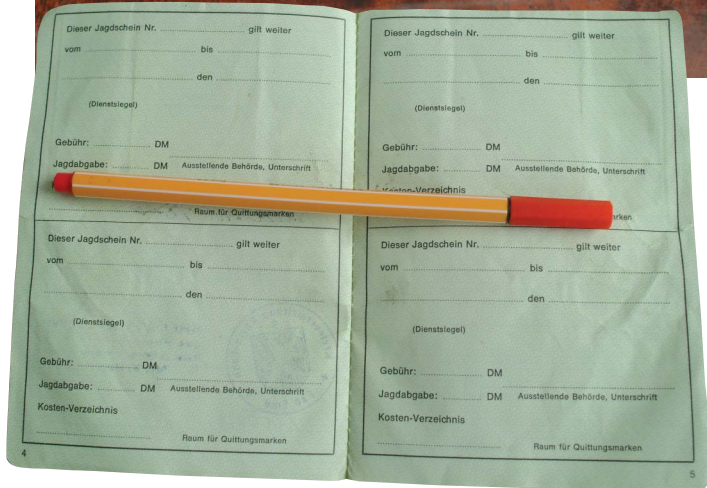 Dieser Jagdschein Nr. gilt weiter
vom bis
den
(Dienstsiegel)
Gebühr: DM
Jagdabgabe: DM Ausstellende Behörde, Unterschrift
Raum für Quittungsmarken
Dieser Jagdschein Nr. gilt weiter
vom bis
den
(Dienstsiegel)
Gebühr: DM
Jagdabgabe: DM Ausstellende Behörde, Unterschrift
Kosten-Verzeichnis
Raum für Quittungsmarken
4
Dieser Jagdschein Nr. gilt weiter
vom bis
den
(Dienstsiegel)
Gebühr: DM
Jagdabgabe: DM Ausstellende Behörde, Unterschrift
Kosten-Verzeichnis
Dieser Jagdschein Nr. gilt weiter
vom bis
den
(Dienstsiegel)
Gebühr: DM
Jagdabgabe: DM Ausstellende Behörde, Unterschrift
Kosten-Verzeichnis
Raum für Quittungsmarken
5